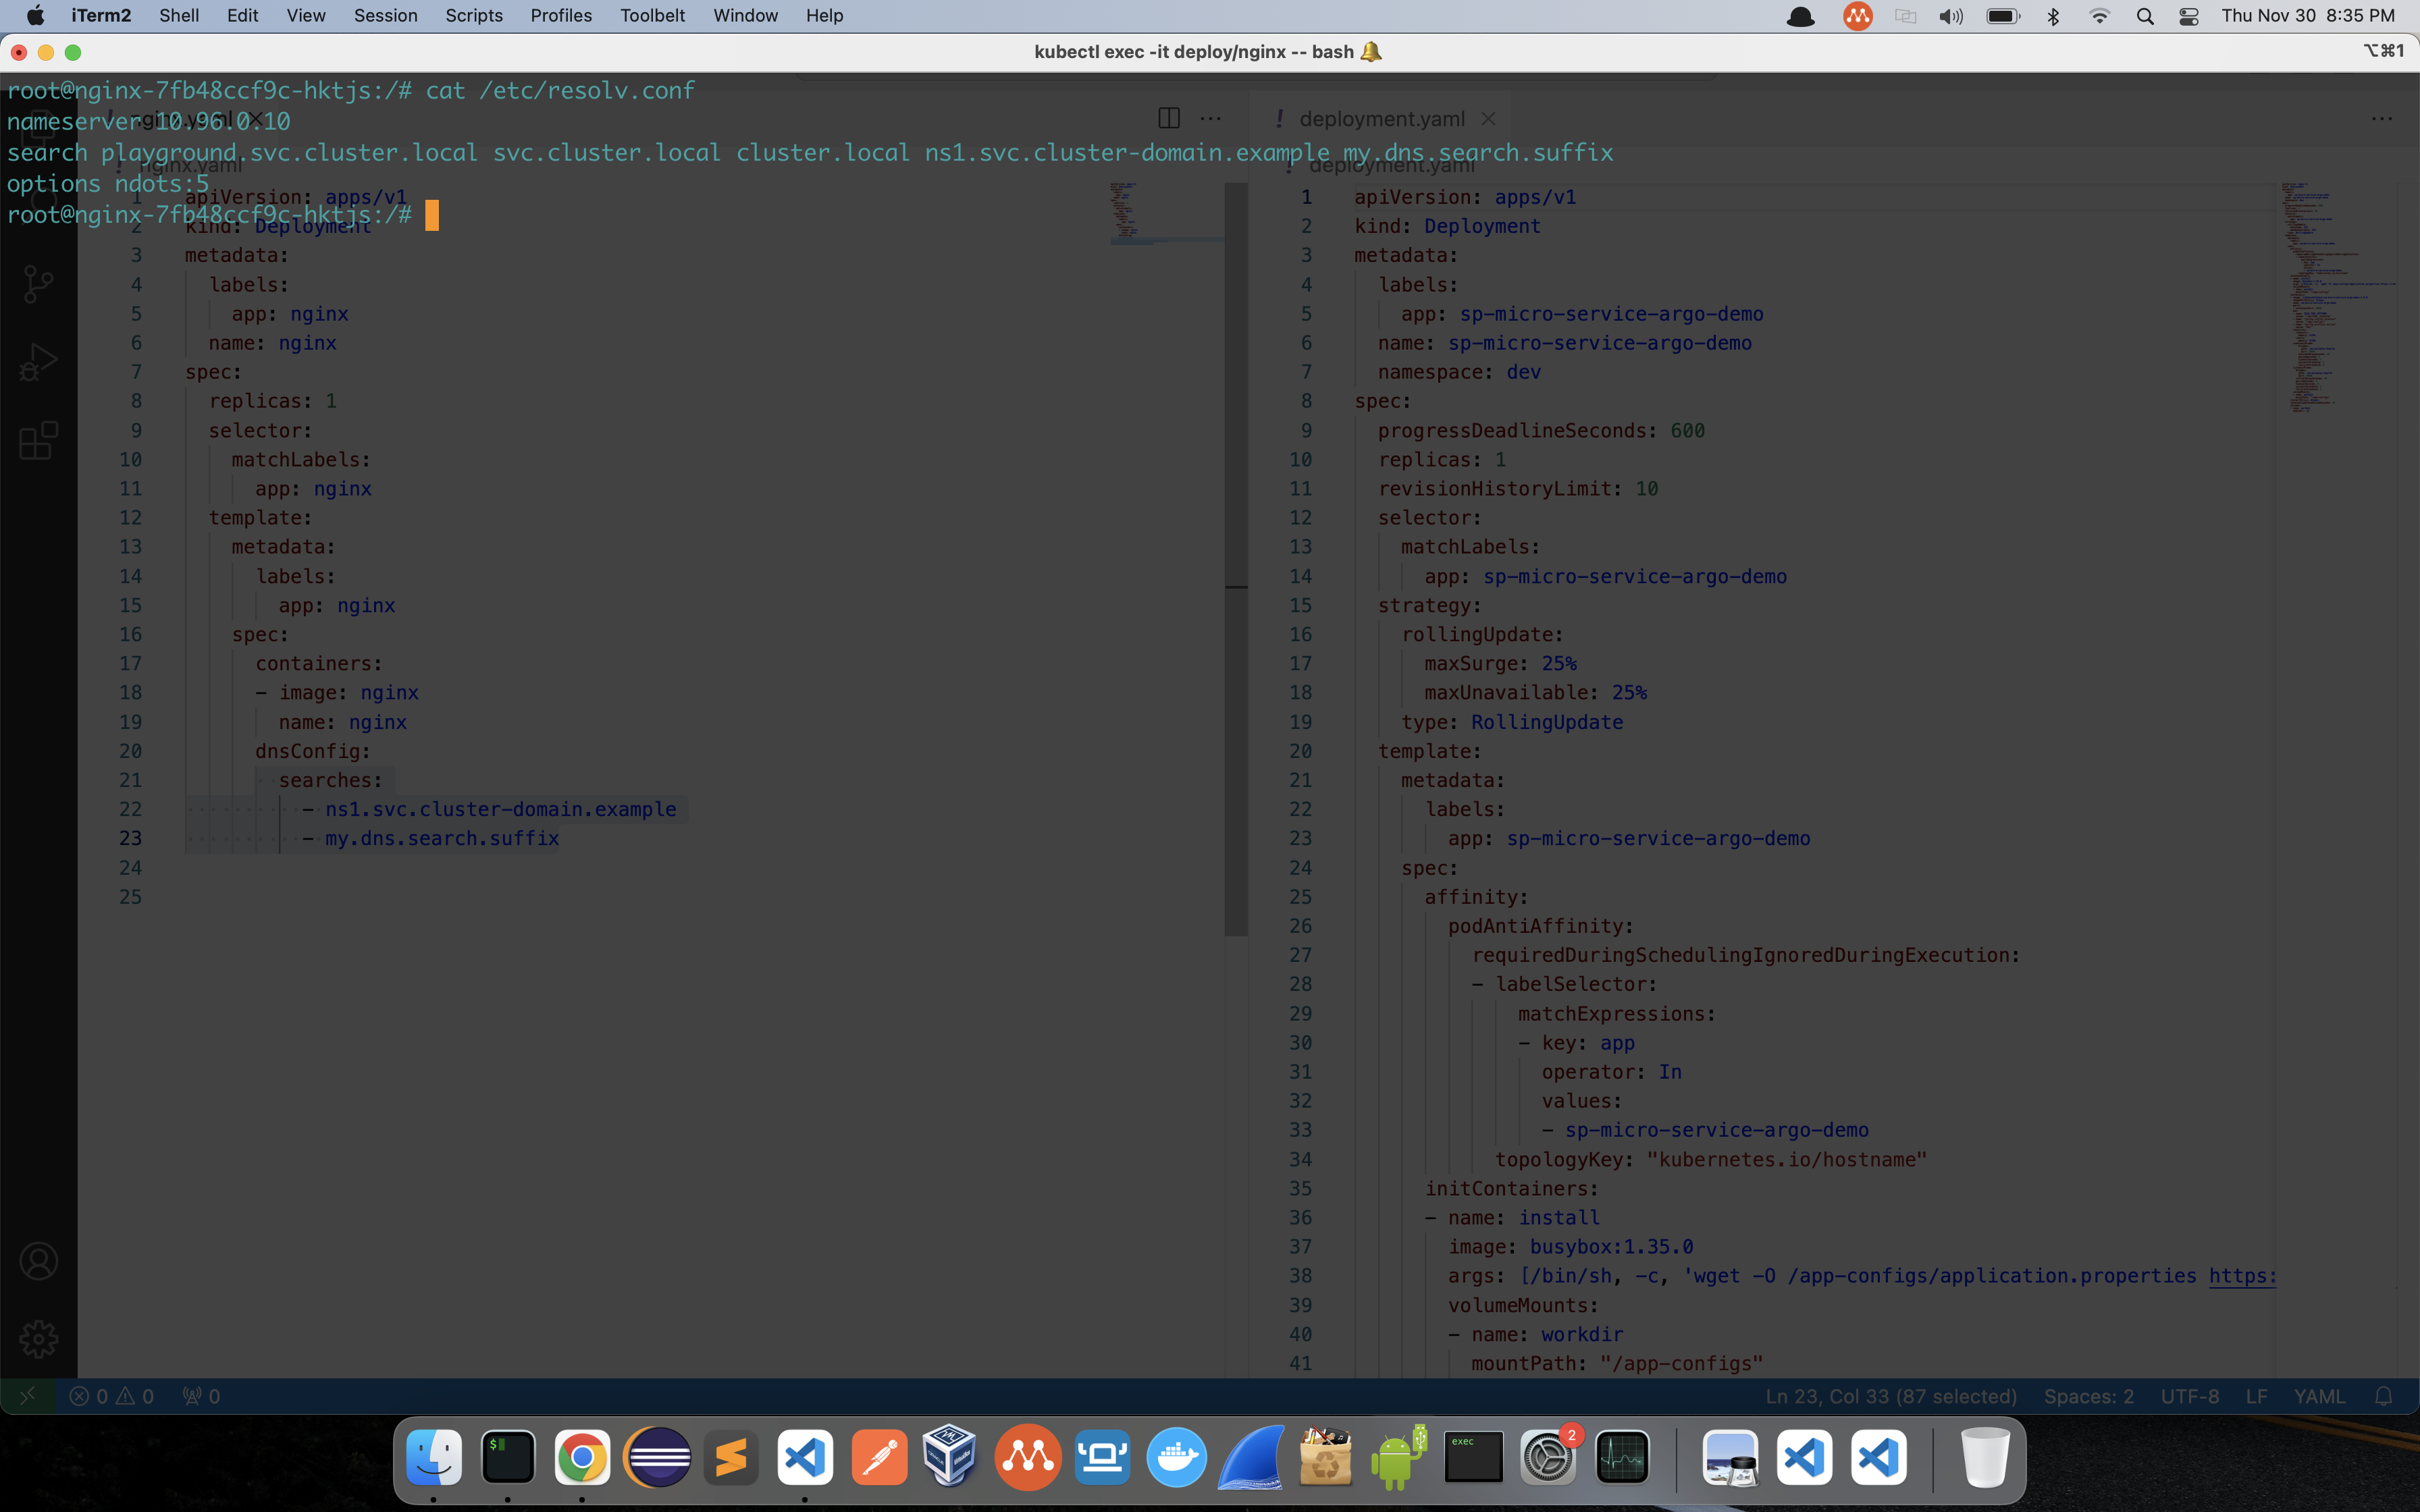 iTerm2 Shell Edit View Session Scripts Profiles Toolbelt Window Help Thu Nov 30 8:35 PM
kubectl exec -it deploy/nginx -- bash ⌥⌘1
root@nginx-7fb48ccf9c-hktjs:/# cat /etc/resolv.conf
nameserver 10.96.0.10
search playground.svc.cluster.local svc.cluster.local cluster.local ns1.svc.cluster-domain.example my.dns.search.suffix
options ndots:5
root@nginx-7fb48ccf9c-hktjs:/#
! nginx.yaml
! nginx.yaml
1 apiVersion: apps/v1
2 kind: Deployment
3 metadata:
4 labels:
5 app: nginx
6 name: nginx
7 spec:
8 replicas: 1
9 selector:
10 matchLabels:
11 app: nginx
12 template:
13 metadata:
14 labels:
15 app: nginx
16 spec:
17 containers:
18 - image: nginx
19 name: nginx
20 dnsConfig:
21 searches:
22 - ns1.svc.cluster-domain.example
23 - my.dns.search.suffix
24
25
! deployment.yaml
! deployment.yaml
1 apiVersion: apps/v1
2 kind: Deployment
3 metadata:
4 labels:
5 app: sp-micro-service-argo-demo
6 name: sp-micro-service-argo-demo
7 namespace: dev
8 spec:
9 progressDeadlineSeconds: 600
10 replicas: 1
11 revisionHistoryLimit: 10
12 selector:
13 matchLabels:
14 app: sp-micro-service-argo-demo
15 strategy:
16 rollingUpdate:
17 maxSurge: 25%
18 maxUnavailable: 25%
19 type: RollingUpdate
20 template:
21 metadata:
22 labels:
23 app: sp-micro-service-argo-demo
24 spec:
25 affinity:
26 podAntiAffinity:
27 requiredDuringSchedulingIgnoredDuringExecution:
28 - labelSelector:
29 matchExpressions:
30 - key: app
31 operator: In
32 values:
33 - sp-micro-service-argo-demo
34 topologyKey: "kubernetes.io/hostname"
35 initContainers:
36 - name: install
37 image: busybox:1.35.0
38 args: [/bin/sh, -c, 'wget -O /app-configs/application.properties https:
39 volumeMounts:
40 - name: workdir
41 mountPath: "/app-configs"
0 0 0 Ln 23, Col 33 (87 selected) Spaces: 2 UTF-8 LF YAML
$ exec 2